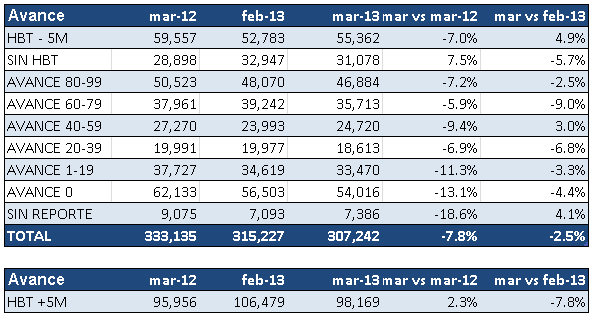 Avance mar-12 feb-13 mar-13 mar vs mar-12 mar vs feb-13
HBT - 5M 59,557 52,783 55,362 -7.0% 4.9%
SIN HBT 28,898 32,947 31,078 7.5% -5.7%
AVANCE 80-99 50,523 48,070 46,884 -7.2% -2.5%
AVANCE 60-79 37,961 39,242 35,713 -5.9% -9.0%
AVANCE 40-59 27,270 23,993 24,720 -9.4% 3.0%
AVANCE 20-39 19,991 19,977 18,613 -6.9% -6.8%
AVANCE 1-19 37,727 34,619 33,470 -11.3% -3.3%
AVANCE 0 62,133 56,503 54,016 -13.1% -4.4%
SIN REPORTE 9,075 7,093 7,386 -18.6% 4.1%
TOTAL 333,135 315,227 307,242 -7.8% -2.5%
Avance mar-12 feb-13 mar-13 mar vs mar-12 mar vs feb-13
HBT +5M 95,956 106,479 98,169 2.3% -7.8%